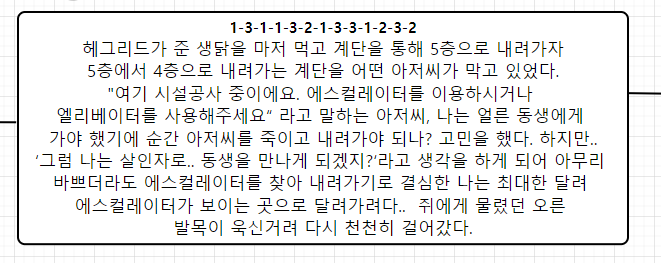 1-3-1-1-3-2-1-3-3-1-2-3-2
헤그리드가 준 생닭을 마저 먹고 계단을 통해 5층으로 내려가자
5층에서 4층으로 내려가는 계단을 어떤 아저씨가 막고 있었다.
"여기 시설공사 중이에요. 에스컬레이터를 이용하시거나
엘리베이터를 사용해주세요“ 라고 말하는 아저씨, 나는 얼른 동생에게
가야 했기에 순간 아저씨를 죽이고 내려가야 되나? 고민을 했다. 하지만..
‘그럼 나는 살인자로.. 동생을 만나게 되겠지?’라고 생각을 하게 되어 아무리
바쁘더라도 에스컬레이터를 찾아 내려가기로 결심한 나는 최대한 달려
에스컬레이터가 보이는 곳으로 달려가려다.. 쥐에게 물렸던 오른
발목이 욱신거려 다시 천천히 걸어갔다.